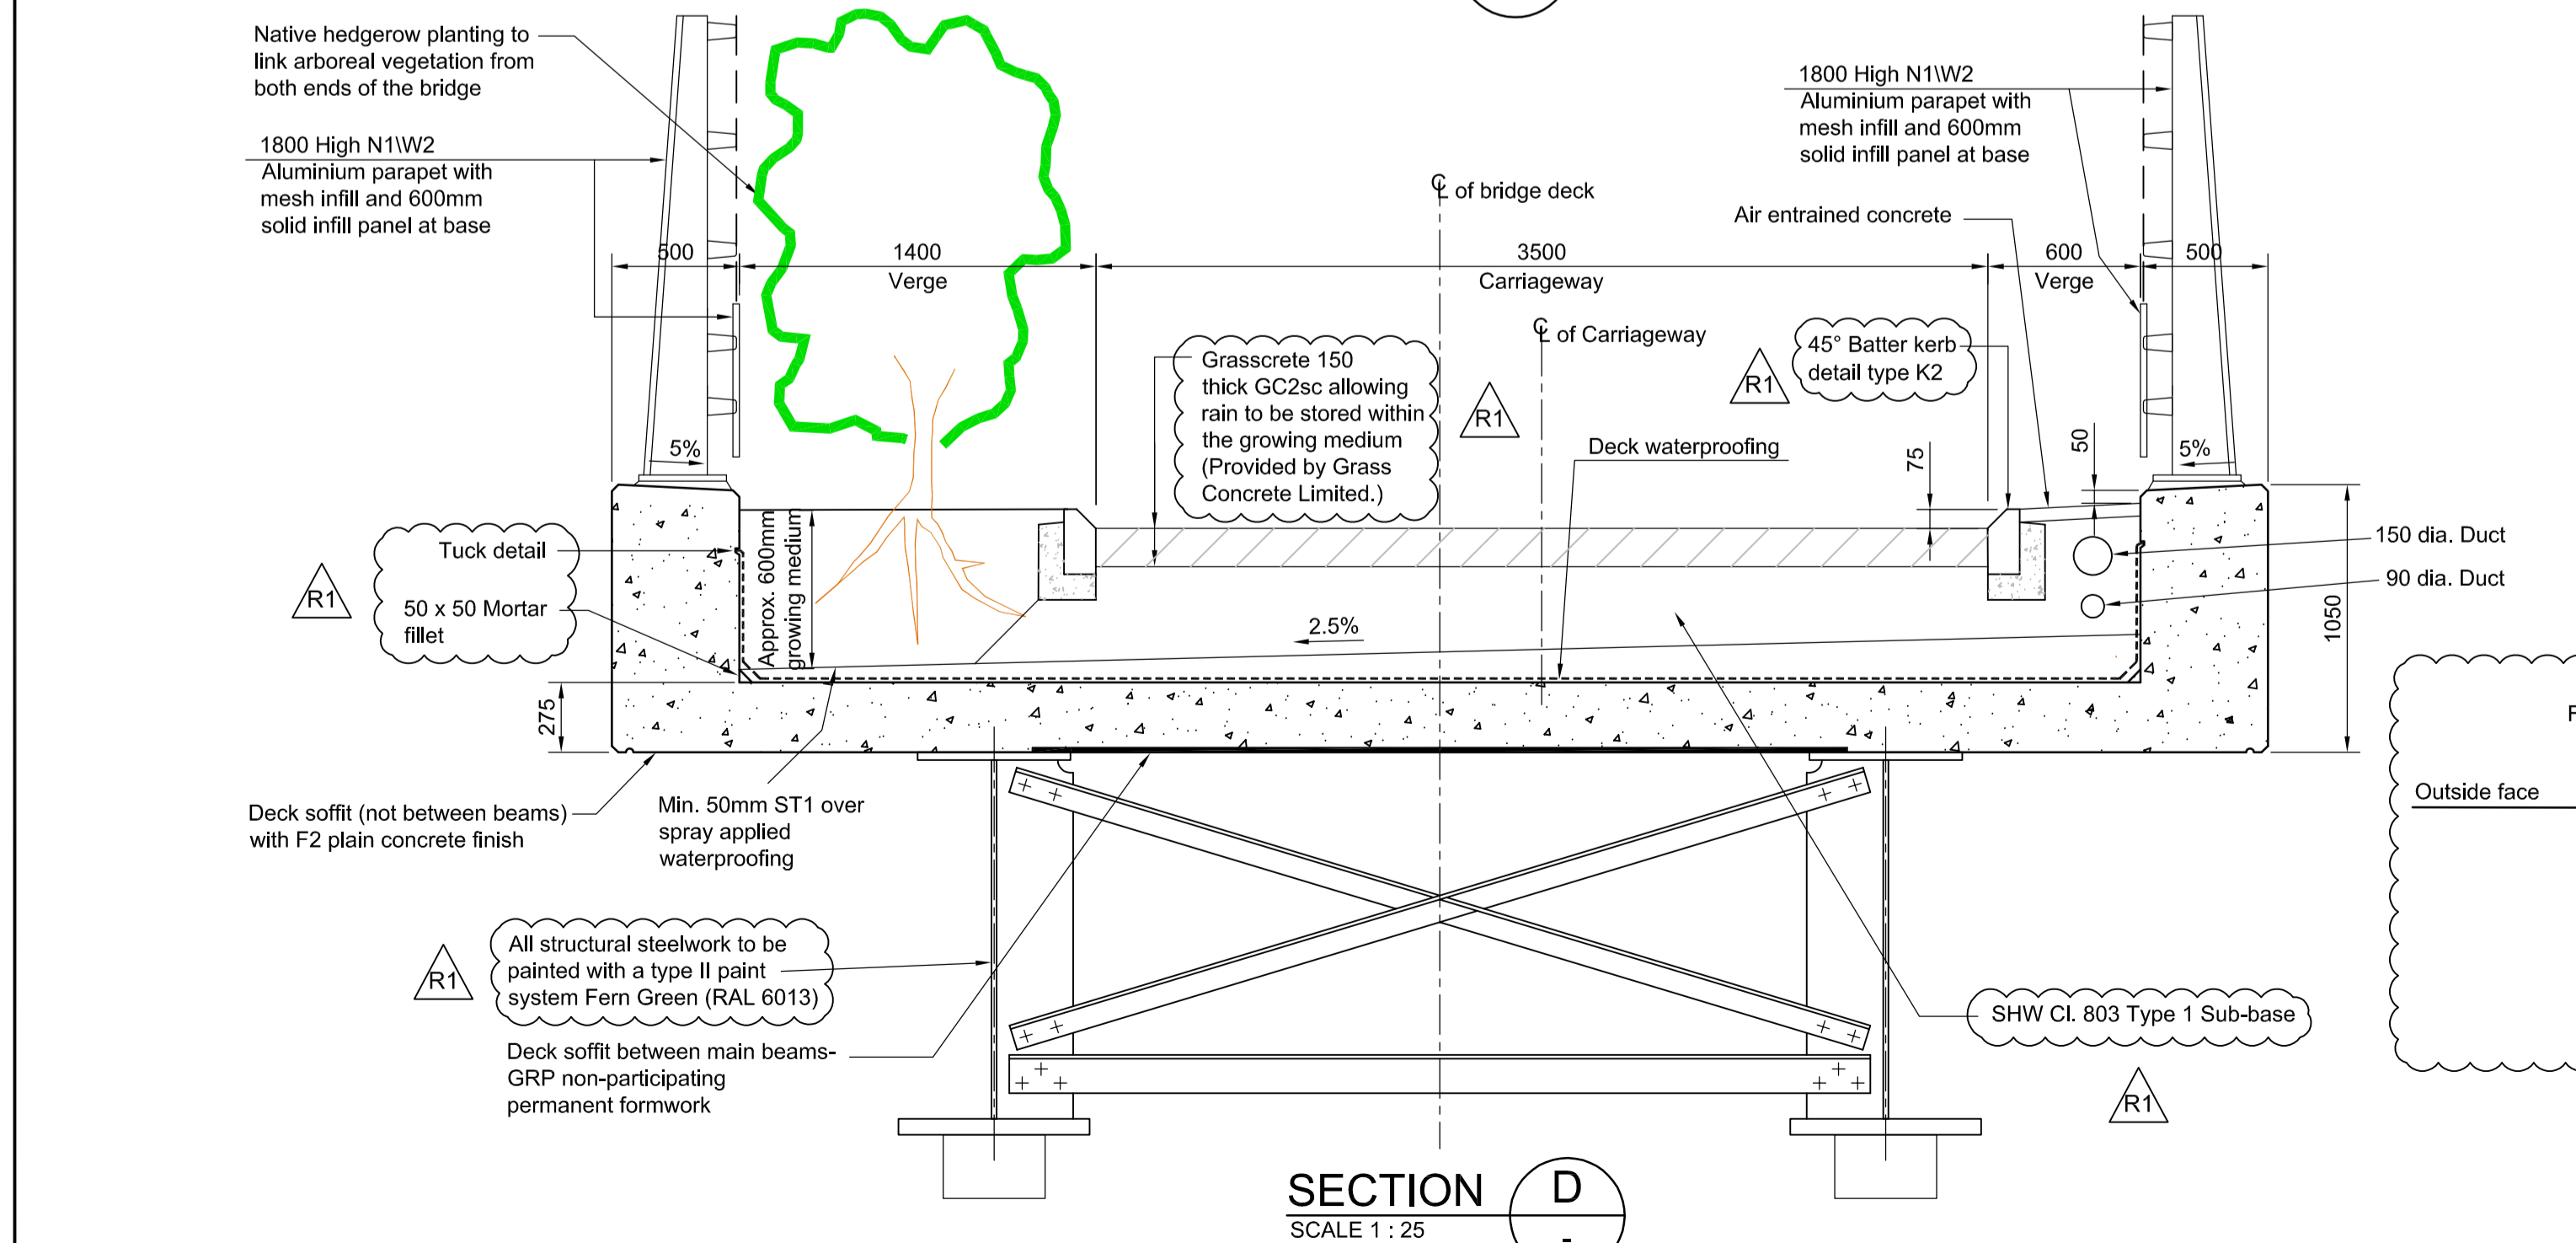 Native hedgerow planting to
link arboreal vegetation from
both ends of the bridge
1800 High N1\W2
Aluminium parapet with
mesh infill and 600mm
solid infill panel at base
1800 High N1\W2
Aluminium parapet with
mesh infill and 600mm
solid infill panel at base
℄ of bridge deck
Air entrained concrete
500
1400
Verge
3500
Carriageway
600
Verge
500
℄ of Carriageway
Grasscrete 150
thick GC2sc allowing
rain to be stored within
the growing medium
(Provided by Grass
Concrete Limited.)
R1
R1
45° Batter kerb
detail type K2
Deck waterproofing
75
50
5%
5%
Tuck detail
50 x 50 Mortar
fillet
R1
Approx. 600mm
growing medium
2.5%
150 dia. Duct
90 dia. Duct
1050
275
F
Outside face
Deck soffit (not between beams)
with F2 plain concrete finish
Min. 50mm ST1 over
spray applied
waterproofing
R1
All structural steelwork to be
painted with a type II paint
system Fern Green (RAL 6013)
Deck soffit between main beams-
GRP non-participating
permanent formwork
SHW Cl. 803 Type 1 Sub-base
R1
SECTION
D
SCALE 1 : 25
-